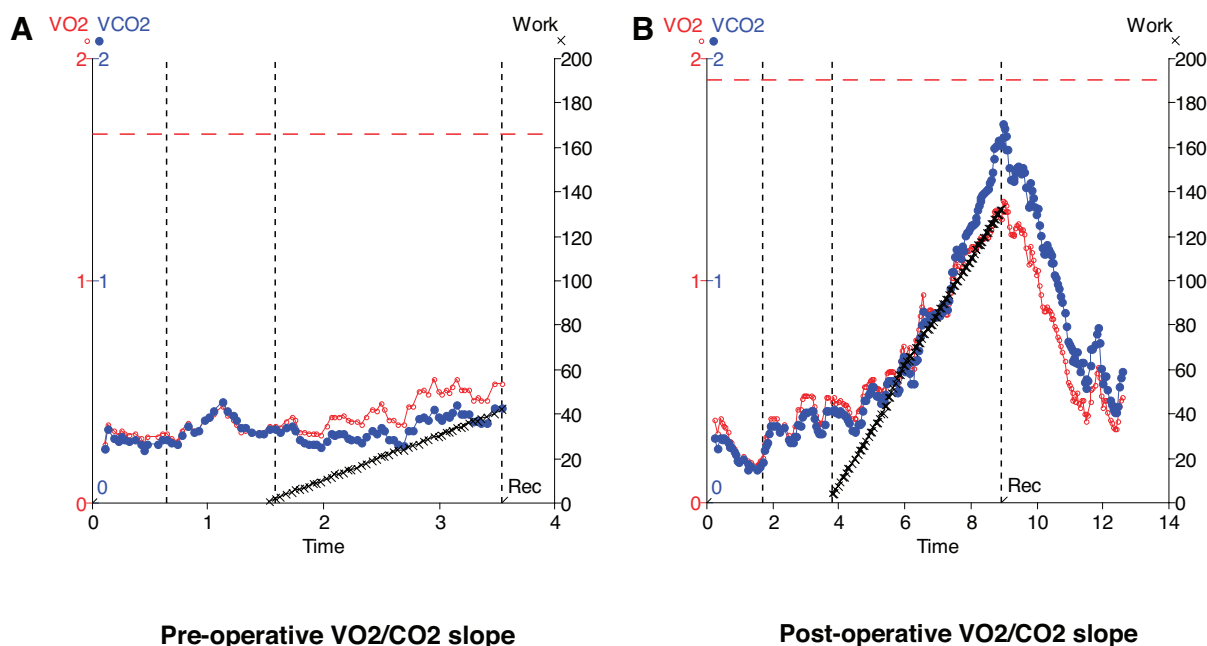 A
VO2 VCO2
Work
2 2
200
180
160
140
120
1 1
100
80
60
40
20
0
0
Rec
0
0 1 2 3 4
Time
Pre-operative VO2/CO2 slope
B
VO2 VCO2
Work
2 2
200
180
160
140
120
1 1
100
80
60
40
20
0
0
Rec
0
0 2 4 6 8 10 12 14
Time
Post-operative VO2/CO2 slope